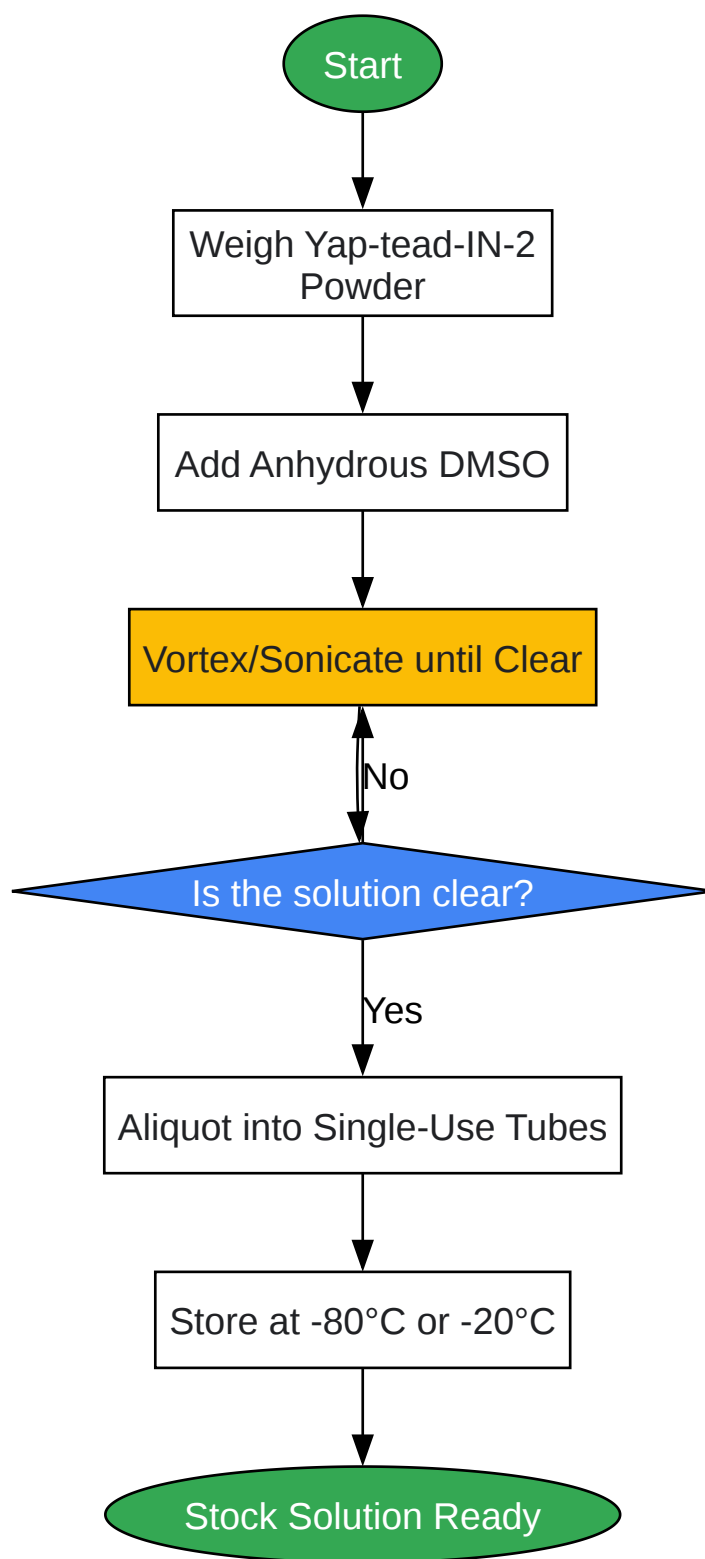 Start
Weigh Yap-tead-IN-2
Powder
Add Anhydrous DMSO
Vortex/Sonicate until Clear
No
Is the solution clear?
Yes
Aliquot into Single-Use Tubes
Store at -80°C or -20°C
Stock Solution Ready